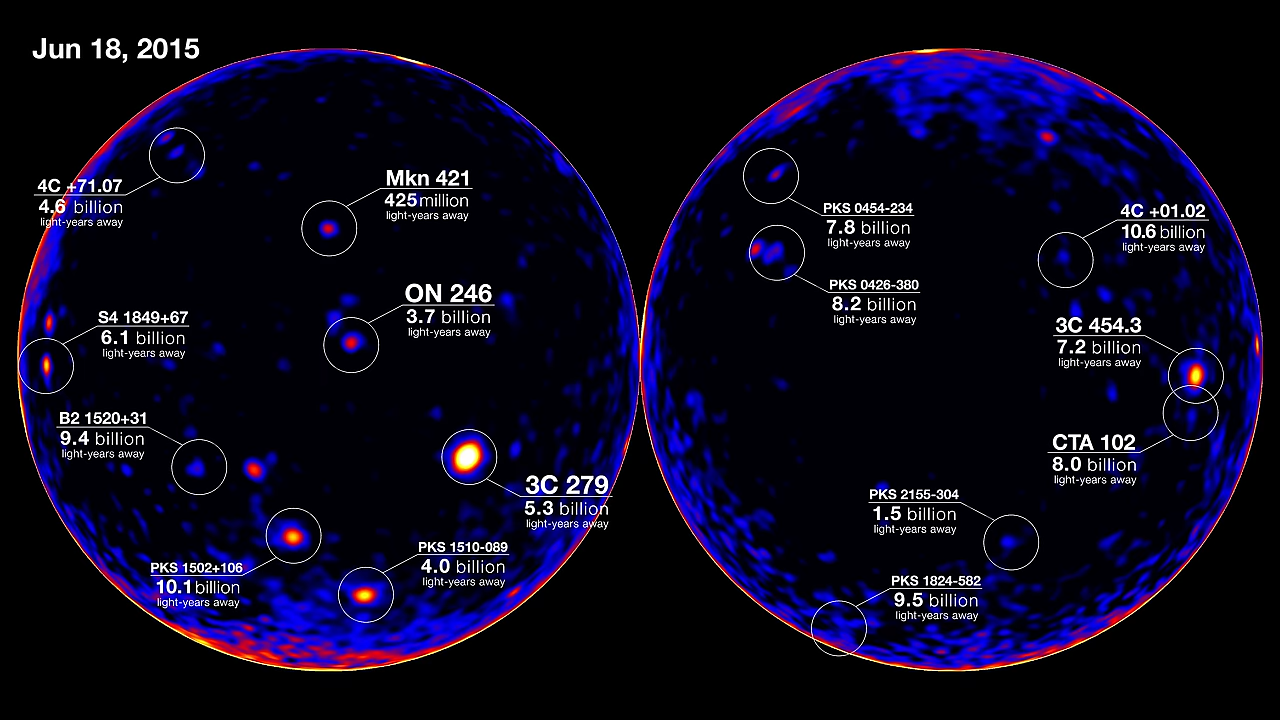 Jun 18, 2015
4C +71.07
4.6 billion
light-years away
Mkn 421
425 million
light-years away
ON 246
3.7 billion
light-years away
S4 1849+67
6.1 billion
light-years away
B2 1520+31
9.4 billion
light-years away
3C 279
5.3 billion
light-years away
PKS 1502+106
10.1 billion
light-years away
PKS 1510-089
4.0 billion
light-years away
PKS 0454-234
7.8 billion
light-years away
4C +01.02
10.6 billion
light-years away
PKS 0426-380
8.2 billion
light-years away
3C 454.3
7.2 billion
light-years away
CTA 102
8.0 billion
light-years away
PKS 2155-304
1.5 billion
light-years away
PKS 1824-582
9.5 billion
light-years away